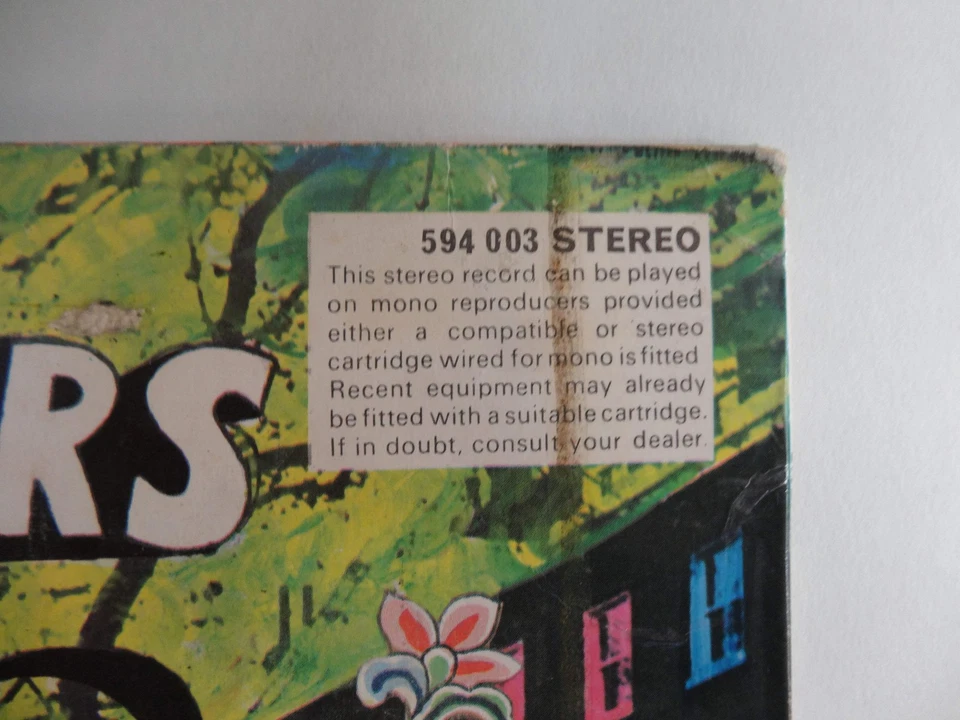 594 003 STEREO
This stereo record can be played
on mono reproducers provided
either a compatible or stereo
cartridge wired for mono is fitted
Recent equipment may already
be fitted with a suitable cartridge.
If in doubt, consult your dealer.
RS